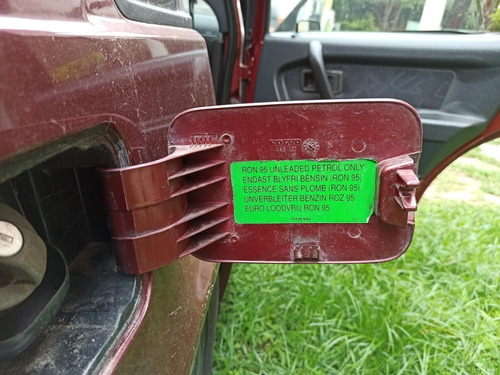 RON 95 UNLEADED PETROL ONLY
ENDAST BLYFRI BENSIN (RON 95)
ESSENCE SANS PLOMB (RON 95)
UNVERBLEITER BENZIN ROZ 95
EURO LOODVRIJ RON 95